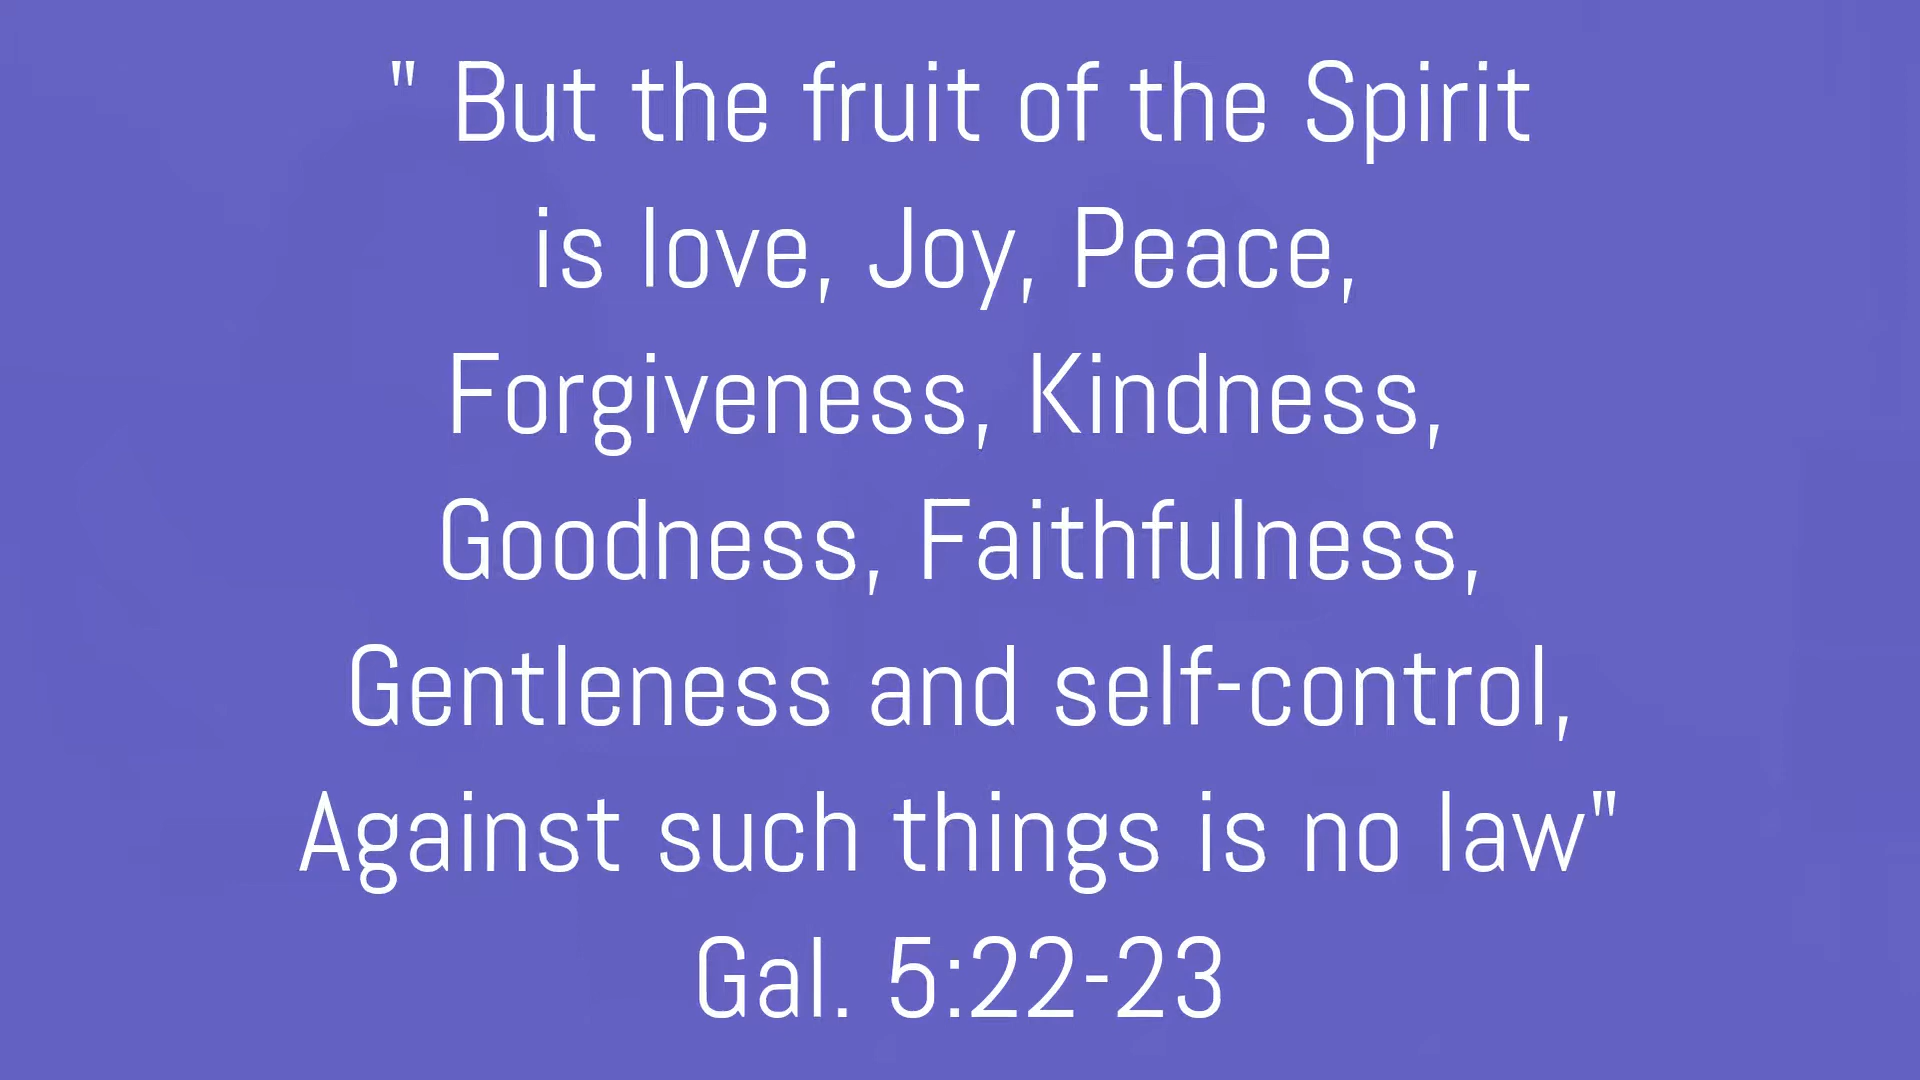 " But the fruit of the Spirit
is love, Joy, Peace,
Forgiveness, Kindness,
Goodness, Faithfulness,
Gentleness and self-control,
Against such things is no law"
Gal. 5:22-23